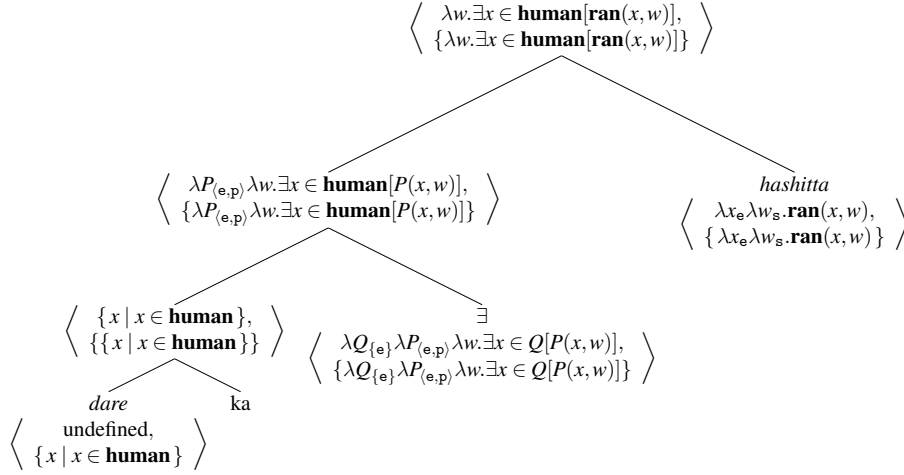 λw.∃x ∈ human[ran(x,w)],
{λw.∃x ∈ human[ran(x,w)]}
λP⟨e,p⟩λw.∃x ∈ human[P(x,w)],
{λP⟨e,p⟩λw.∃x ∈ human[P(x,w)]}
hashitta
λxₑλwₛ.ran(x,w),
{λxₑλwₛ.ran(x,w)}
{x | x ∈ human},
{{x | x ∈ human}}
∃
λQ{e}λP⟨e,p⟩λw.∃x ∈ Q[P(x,w)],
{λQ{e}λP⟨e,p⟩λw.∃x ∈ Q[P(x,w)]}
dare
undefined,
{x | x ∈ human}
ka